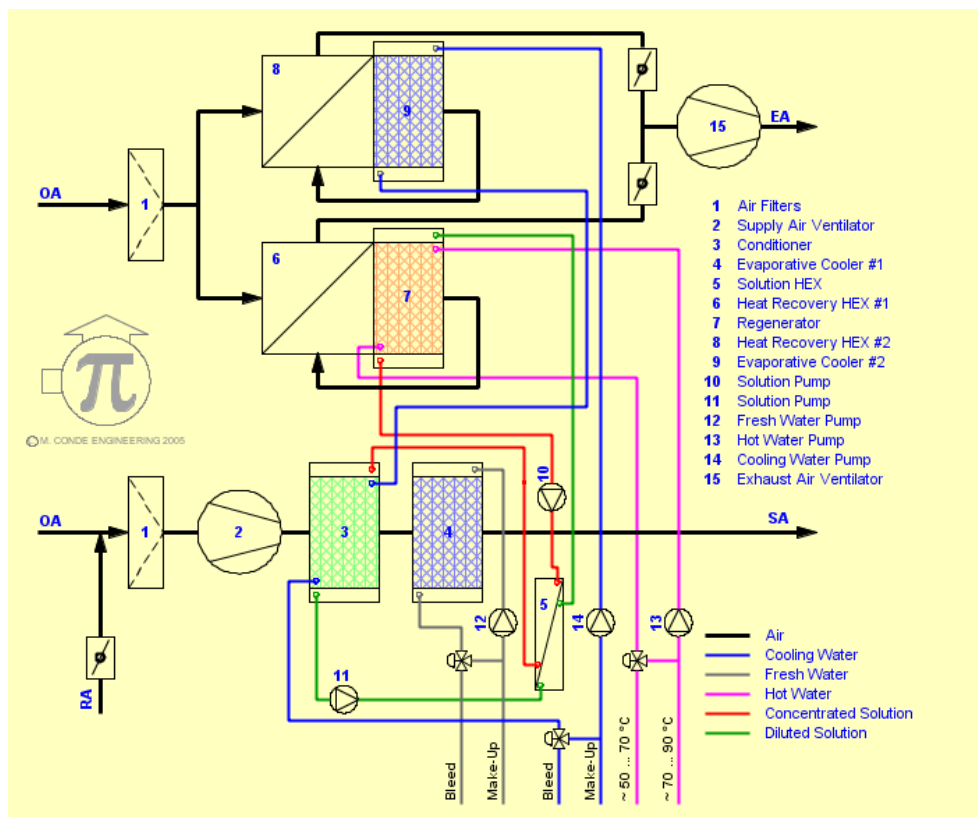 8
9
15
EA
OA
1
6
7
1 Air Filters
2 Supply Air Ventilator
3 Conditioner
4 Evaporative Cooler #1
5 Solution HEX
6 Heat Recovery HEX #1
7 Regenerator
8 Heat Recovery HEX #2
9 Evaporative Cooler #2
10 Solution Pump
11 Solution Pump
12 Fresh Water Pump
13 Hot Water Pump
14 Cooling Water Pump
15 Exhaust Air Ventilator
π
© M. CONDE ENGINEERING 2005
10
OA
1
2
3
4
SA
5
12
14
13
11
RA
Air
Cooling Water
Fresh Water
Hot Water
Concentrated Solution
Diluted Solution
Bleed
Make-Up
Bleed
Make-Up
~ 50 ... 70 °C
~ 70 ... 90 °C